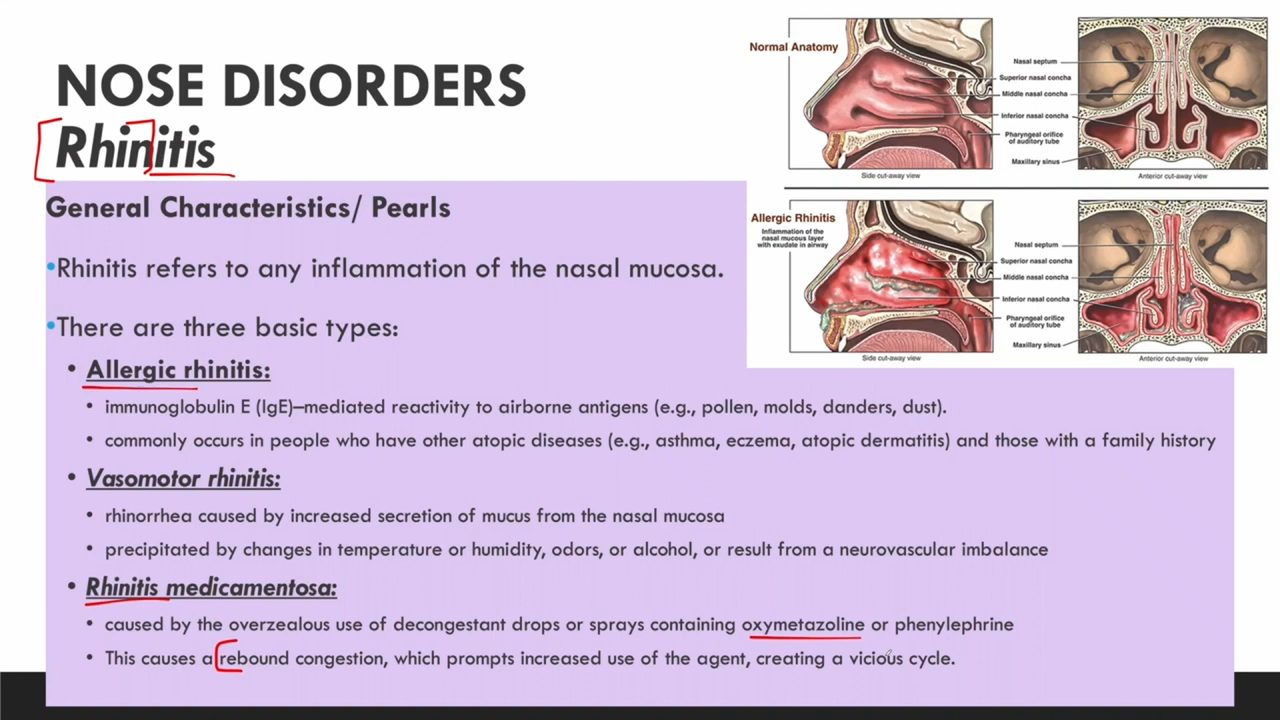 NOSE DISORDERS
Rhinitis
General Characteristics/ Pearls
•Rhinitis refers to any inflammation of the nasal mucosa.
•There are three basic types:
• Allergic rhinitis:
• immunoglobulin E (IgE)–mediated reactivity to airborne antigens (e.g., pollen, molds, danders, dust).
• commonly occurs in people who have other atopic diseases (e.g., asthma, eczema, atopic dermatitis) and those with a family history
• Vasomotor rhinitis:
• rhinorrhea caused by increased secretion of mucus from the nasal mucosa
• precipitated by changes in temperature or humidity, odors, or alcohol, or result from a neurovascular imbalance
• Rhinitis medicamentosa:
• caused by the overzealous use of decongestant drops or sprays containing oxymetazoline or phenylephrine
• This causes a rebound congestion, which prompts increased use of the agent, creating a vicious cycle.
Normal Anatomy
Nasal septum
Superior nasal concha
Middle nasal concha
Inferior nasal concha
Pharyngeal orifice
of auditory tube
Maxillary sinus
Side cut-away view
Anterior cut-away view
Allergic Rhinitis
Inflammation of the
nasal mucous layer
with exudate in airway
Nasal septum
Superior nasal concha
Middle nasal concha
Inferior nasal concha
Pharyngeal orifice
of auditory tube
Maxillary sinus
Side cut-away view
Anterior cut-away view